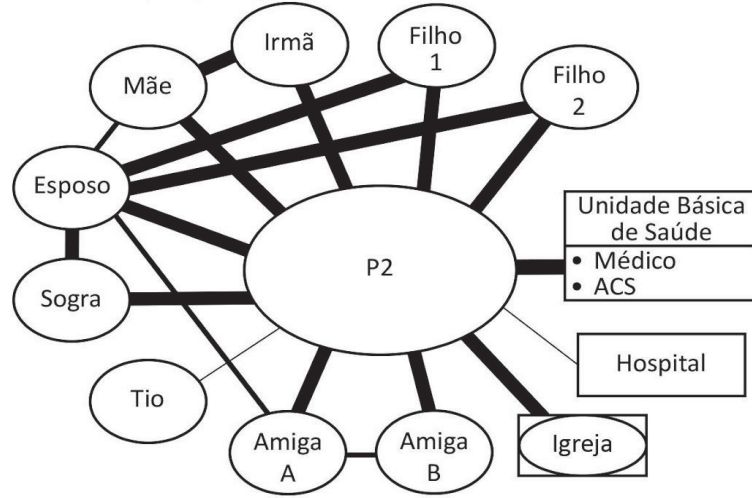 Irmã
Filho
1
Filho
2
Mãe
Esposo
Unidade Básica
de Saúde
• Médico
• ACS
P2
Sogra
Hospital
Tio
Amiga
A
Amiga
B
Igreja